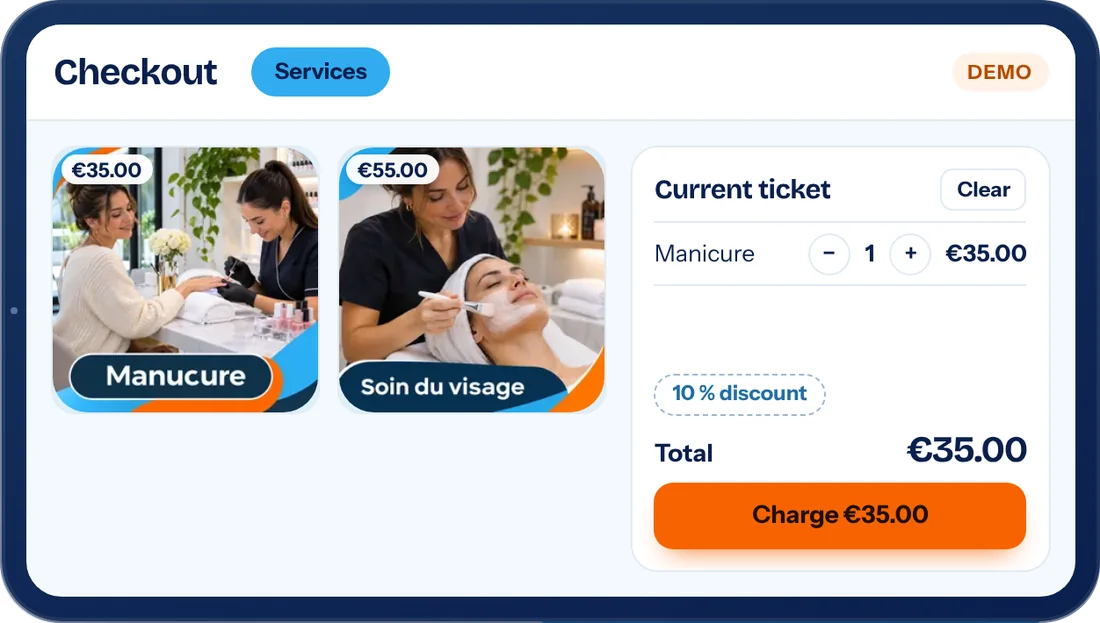 Checkout
Services
DEMO
€35.00
€55.00
Manucure
Soin du visage
Current ticket
Clear
Manicure
− 1 + €35.00
10 % discount
Total
€35.00
Charge €35.00